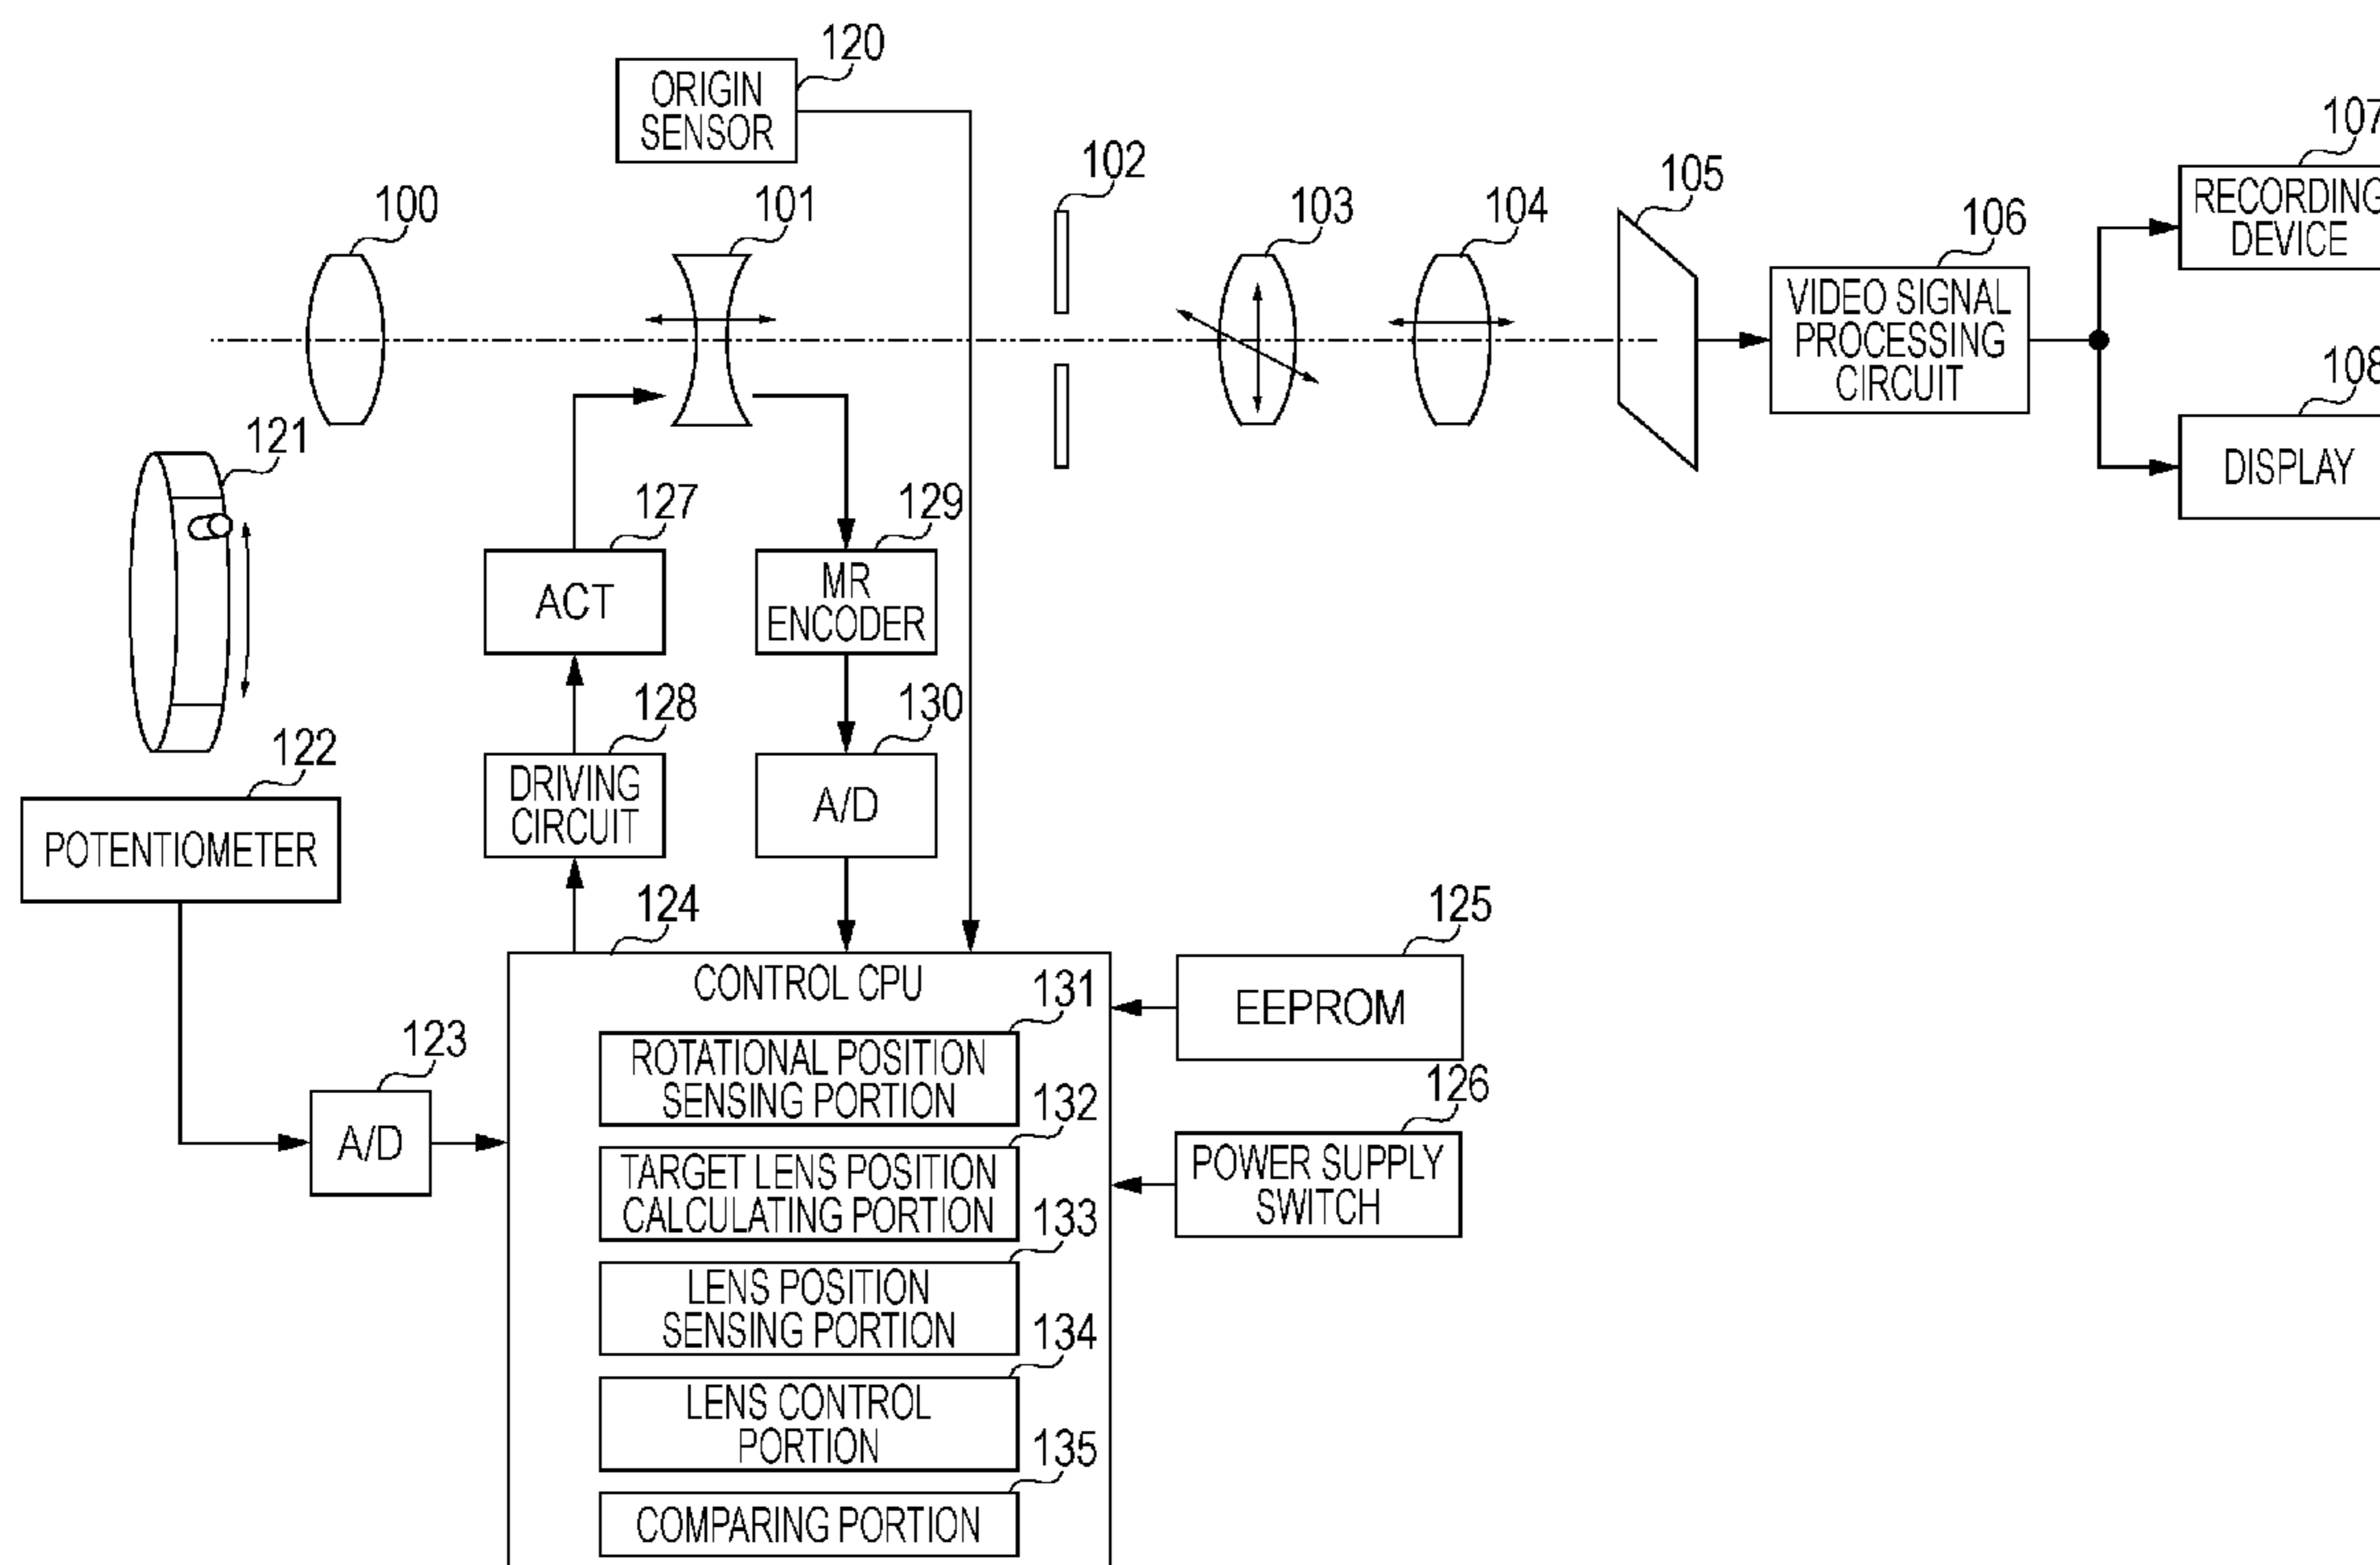 120
ORIGIN
SENSOR
107
RECORDING
DEVICE
102
105
100
101
103
104
106
VIDEO SIGNAL
PROCESSING
CIRCUIT
108
DISPLAY
121
127
ACT
129
MR
ENCODER
122
POTENTIOMETER
128
DRIVING
CIRCUIT
130
A/D
123
A/D
124
CONTROL CPU
131
ROTATIONAL POSITION
SENSING PORTION
132
TARGET LENS POSITION
CALCULATING PORTION
133
LENS POSITION
SENSING PORTION
134
LENS CONTROL
PORTION
135
COMPARING PORTION
125
EEPROM
126
POWER SUPPLY
SWITCH